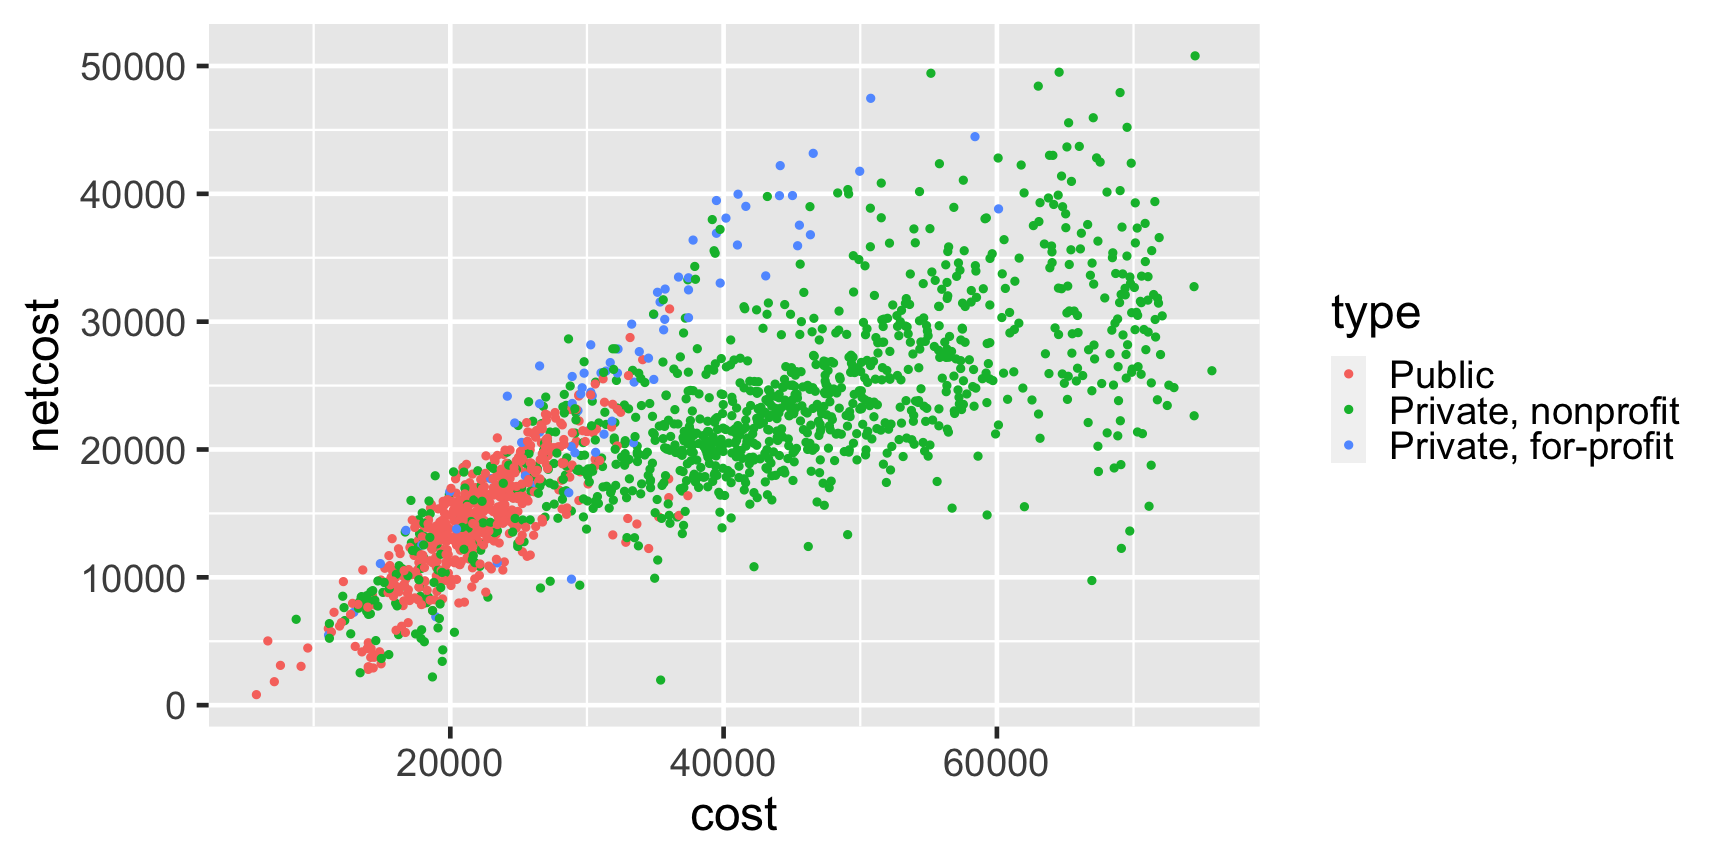 50000
40000
30000
20000
10000
0
netcost
20000 40000 60000
cost
type
Public
Private, nonprofit
Private, for-profit